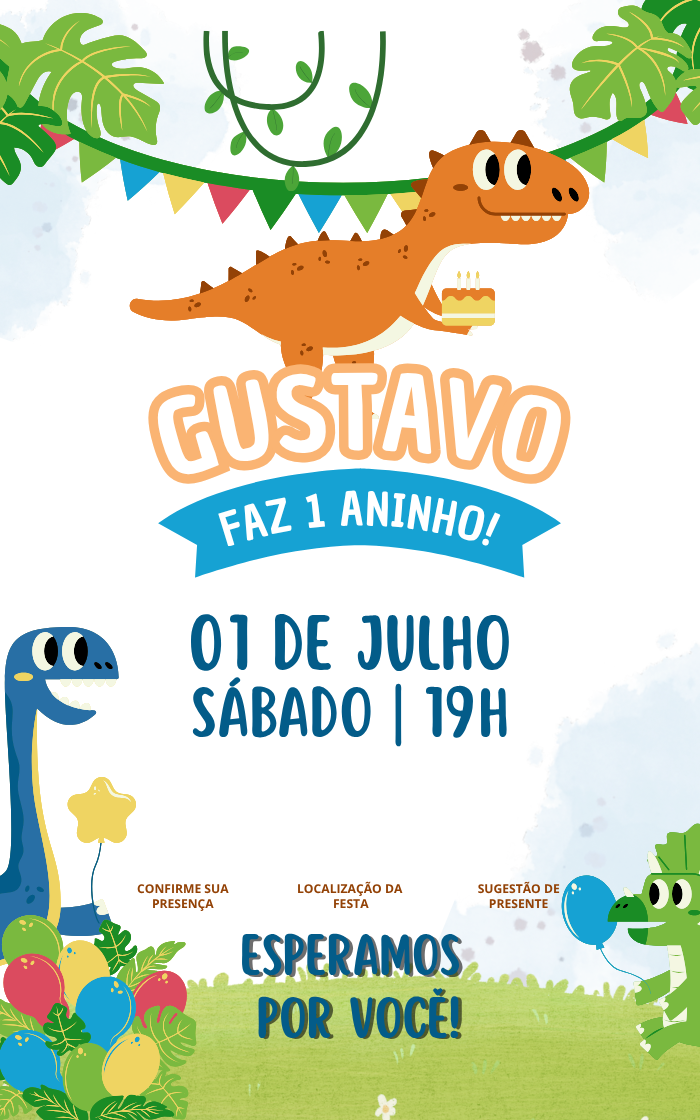 GUSTAVO
FAZ 1 ANINHO!
01 DE JULHO
SÁBADO | 19H
CONFIRME SUA
PRESENÇA
LOCALIZAÇÃO DA
FESTA
SUGESTÃO DE
PRESENTE
ESPERAMOS
POR VOCÊ!